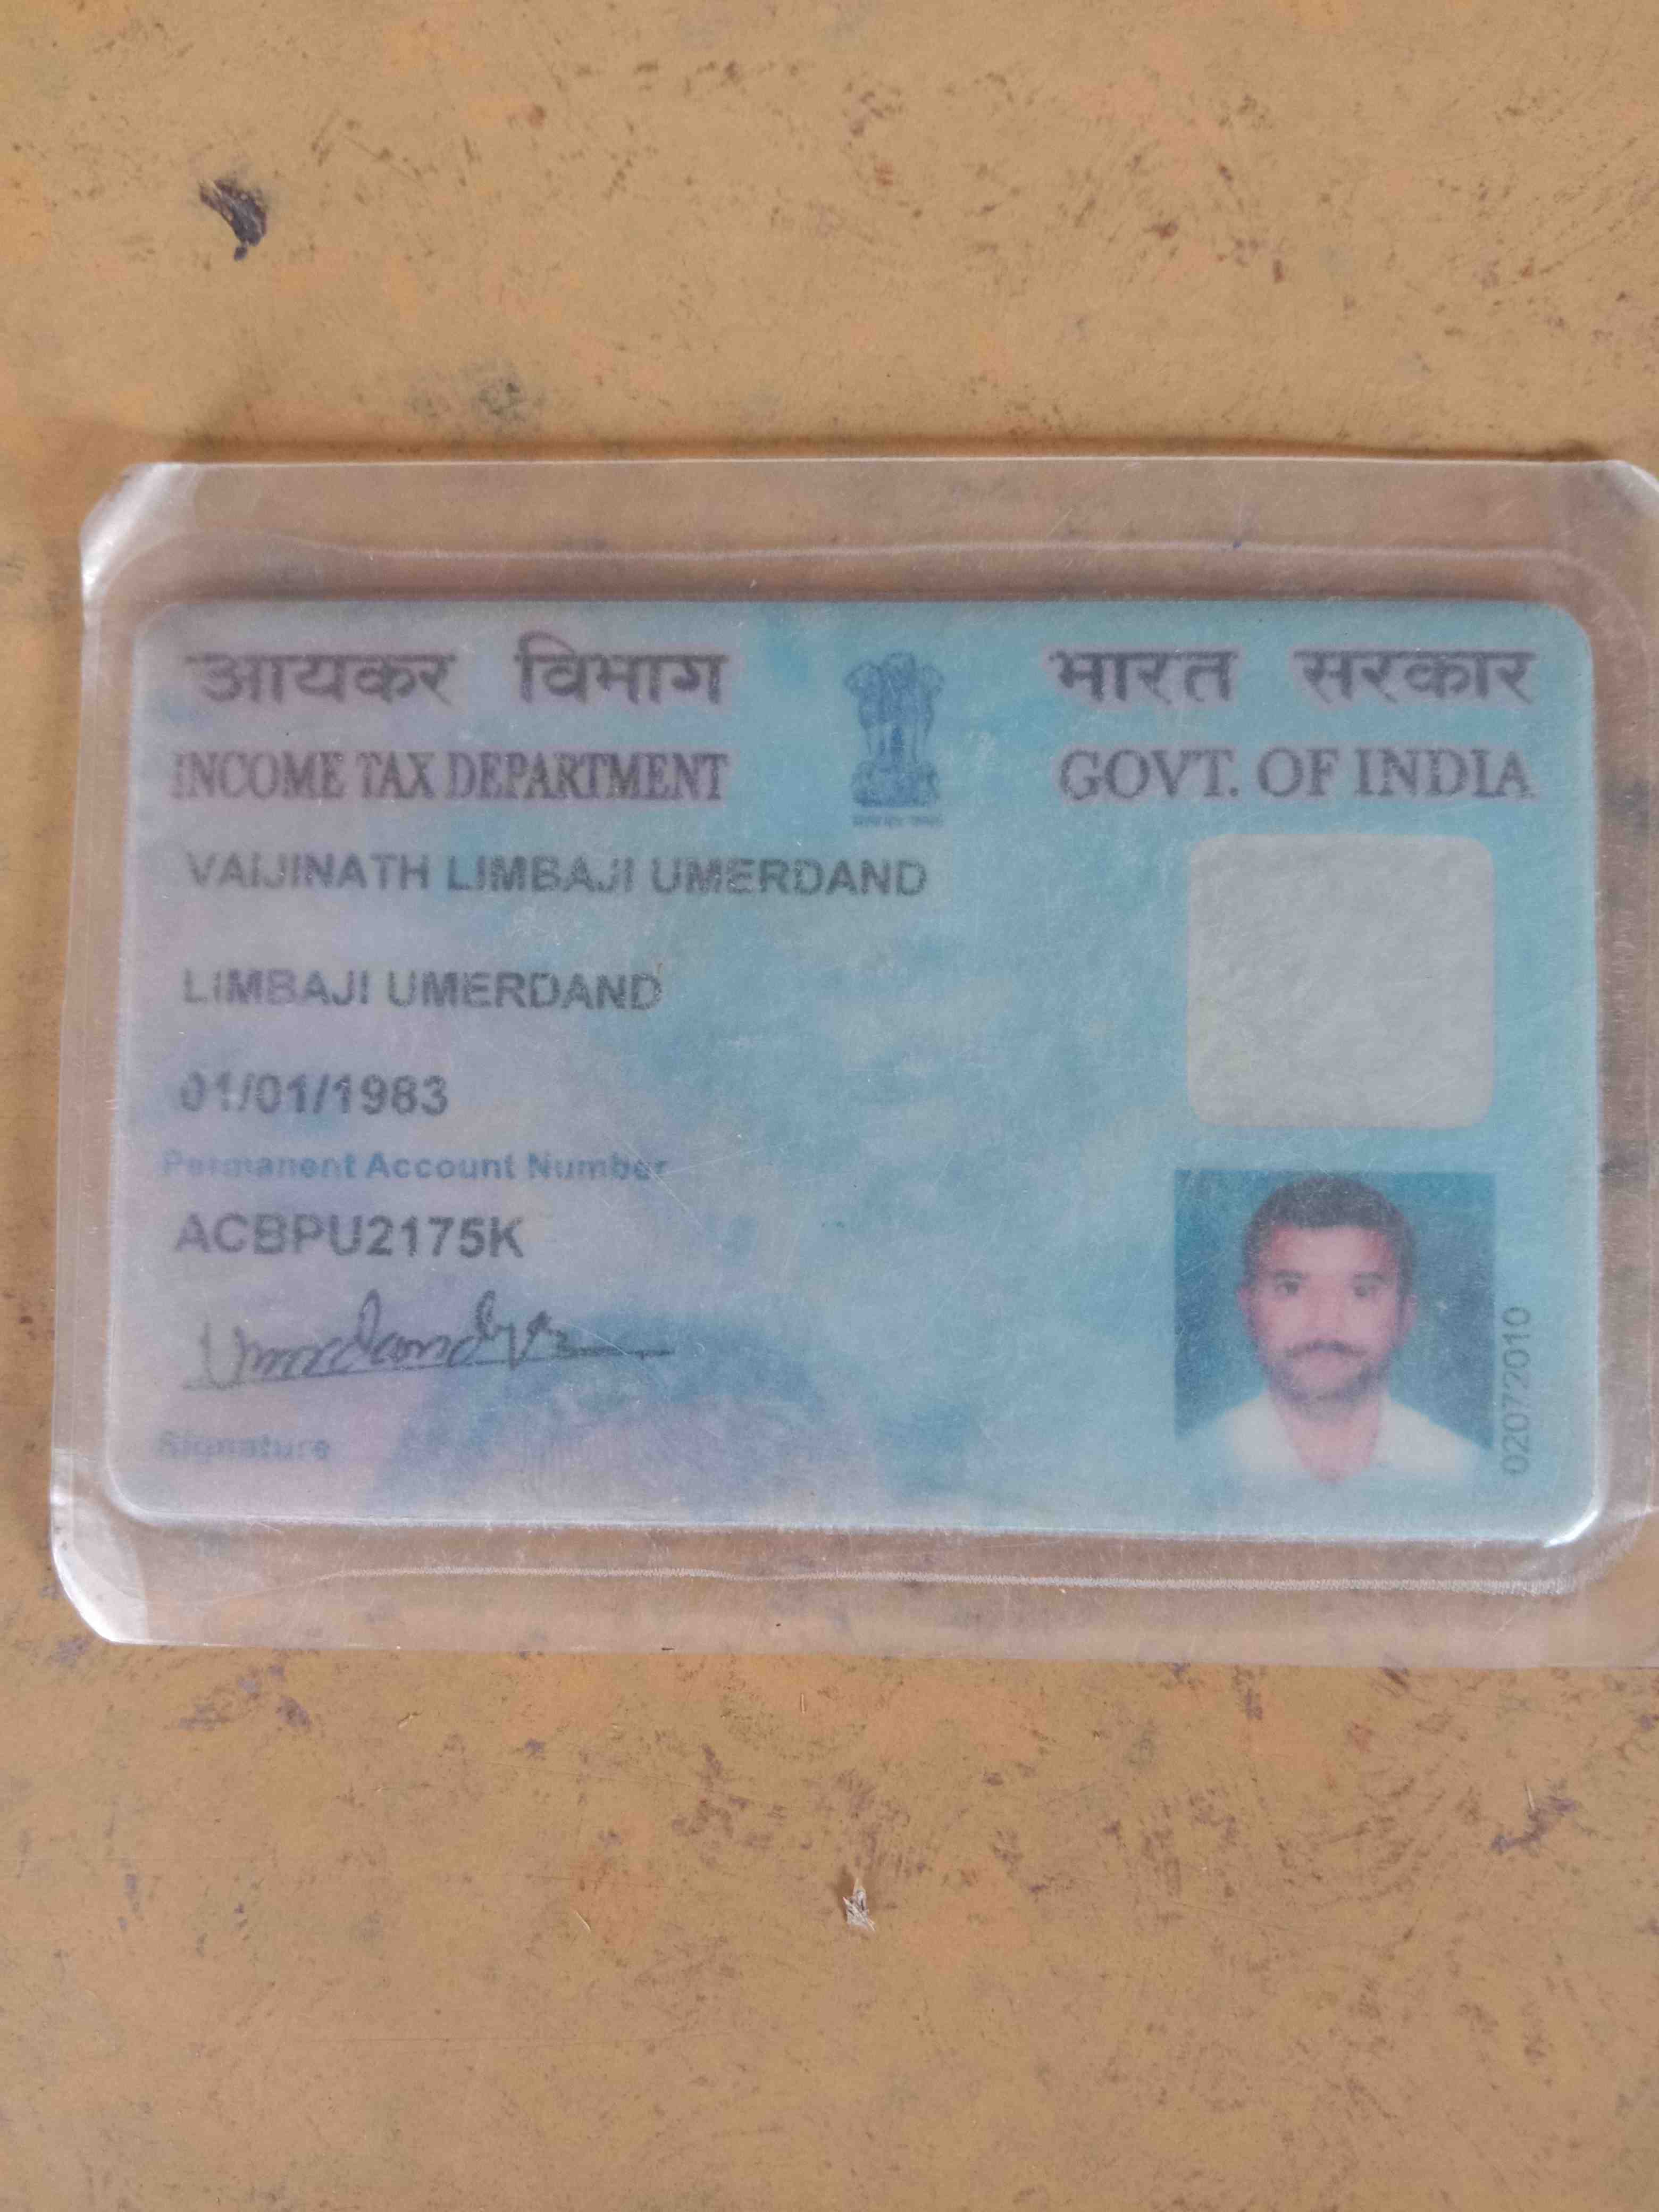 आयकर विभाग
INCOME TAX DEPARTMENT
भारत सरकार
GOVT. OF INDIA
VAIJINATH LIMBAJI UMERDAND
LIMBAJI UMERDAND
01/01/1983
Permanent Account Number
ACBPU2175K
Signature
02072010